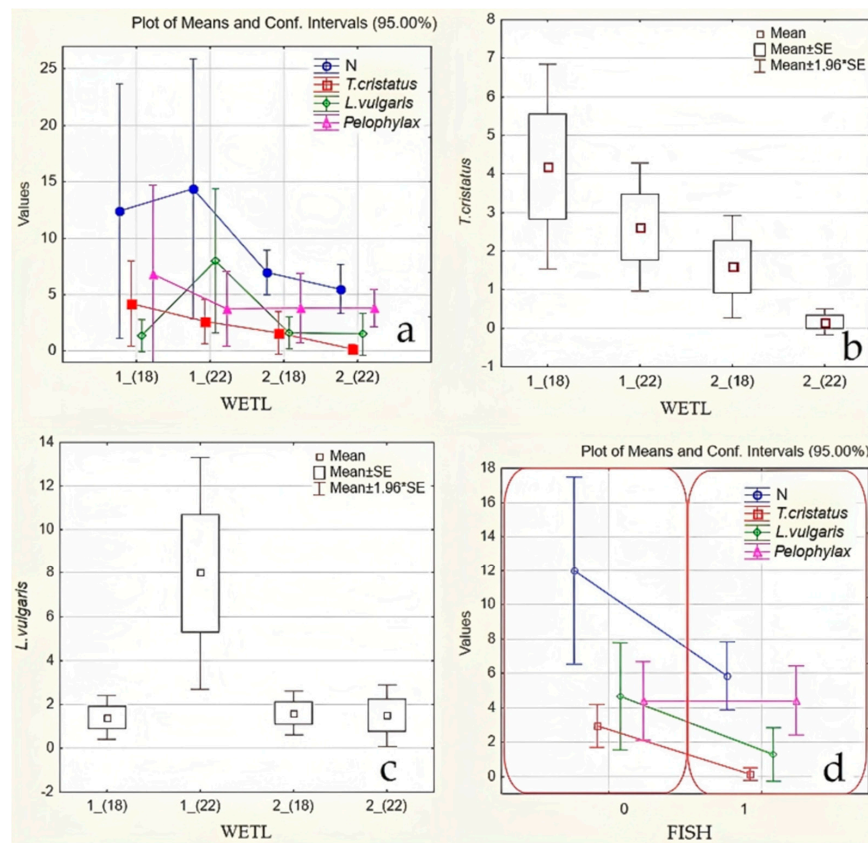 Plot of Means and Conf. Intervals (95.00%)
25
20
15
10
5
0
Values
N
T.cristatus
L.vulgaris
Pelophylax
a
1_(18) 1_(22) 2_(18) 2_(22)
WETL
8
7
6
5
4
3
2
1
0
-1
T.cristatus
Mean
Mean±SE
Mean±1,96*SE
b
1_(18) 1_(22) 2_(18) 2_(22)
WETL
14
12
10
8
6
4
2
0
-2
L.vulgaris
Mean
Mean±SE
Mean±1.96*SE
c
1_(18) 1_(22) 2_(18) 2_(22)
WETL
Plot of Means and Conf. Intervals (95.00%)
18
16
14
12
10
8
6
4
2
0
Values
N
T.cristatus
L.vulgaris
Pelophylax
d
0 1
FISH